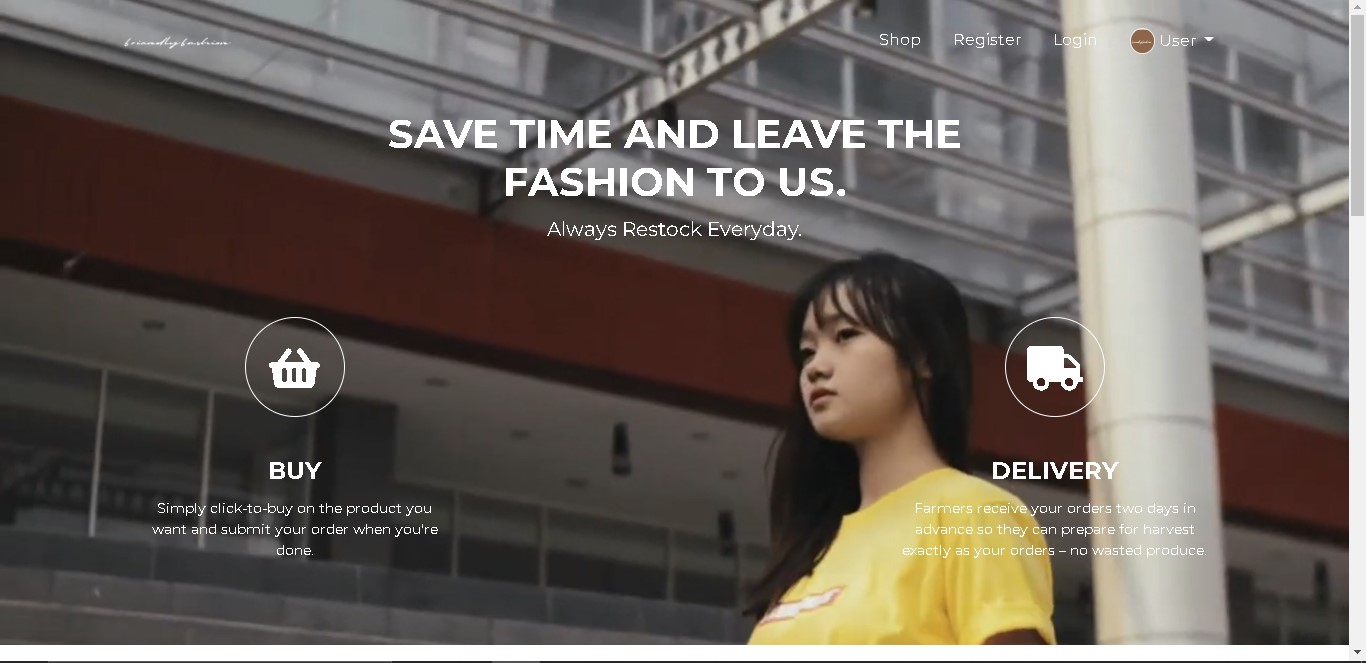 friendly fashion
Shop Register Login User
SAVE TIME AND LEAVE THE
FASHION TO US.
Always Restock Everyday.
BUY
Simply click-to-buy on the product you
want and submit your order when you're
done.
DELIVERY
Farmers receive your orders two days in
advance so they can prepare for harvest
exactly as your orders – no wasted produce.